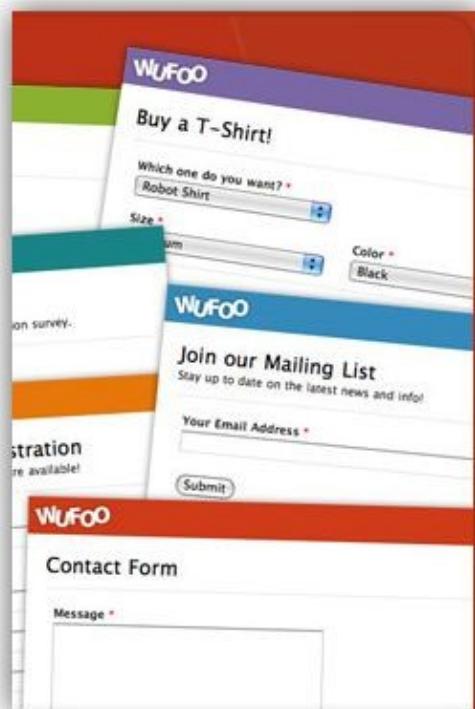 WUFOO
Buy a T-Shirt!
Which one do you want? *
Robot Shirt
Size *
um
Color *
Black
on survey.
WUFOO
Join our Mailing List
Stay up to date on the latest news and info!
Your Email Address *
Submit
stration
re available!
WUFOO
Contact Form
Message *